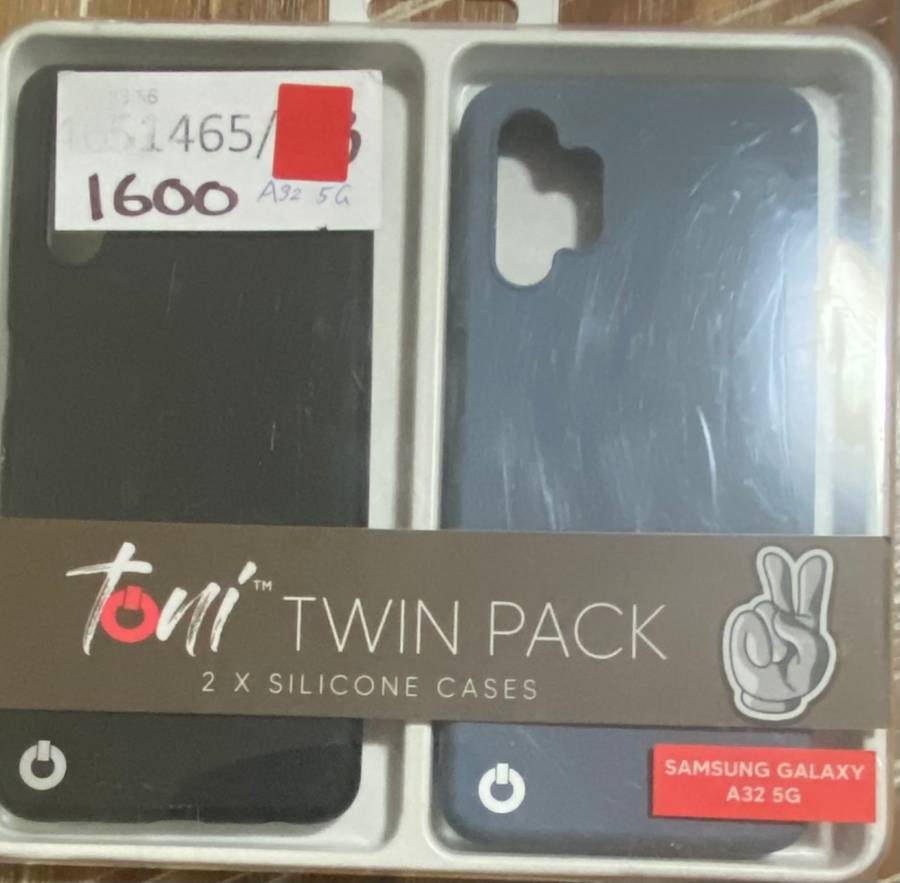 1465/
1600 A32 5G
toni™ TWIN PACK
2 X SILICONE CASES
SAMSUNG GALAXY
A32 5G